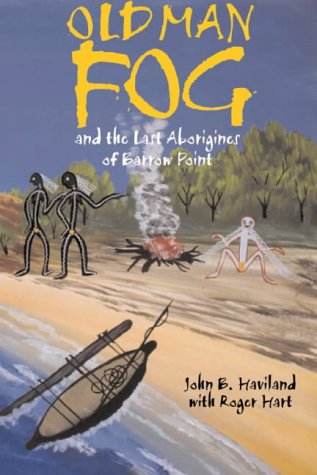 OLD MAN
FOG
and the Last Aborigines
of Barrow Point
John B. Haviland
with Roger Hart